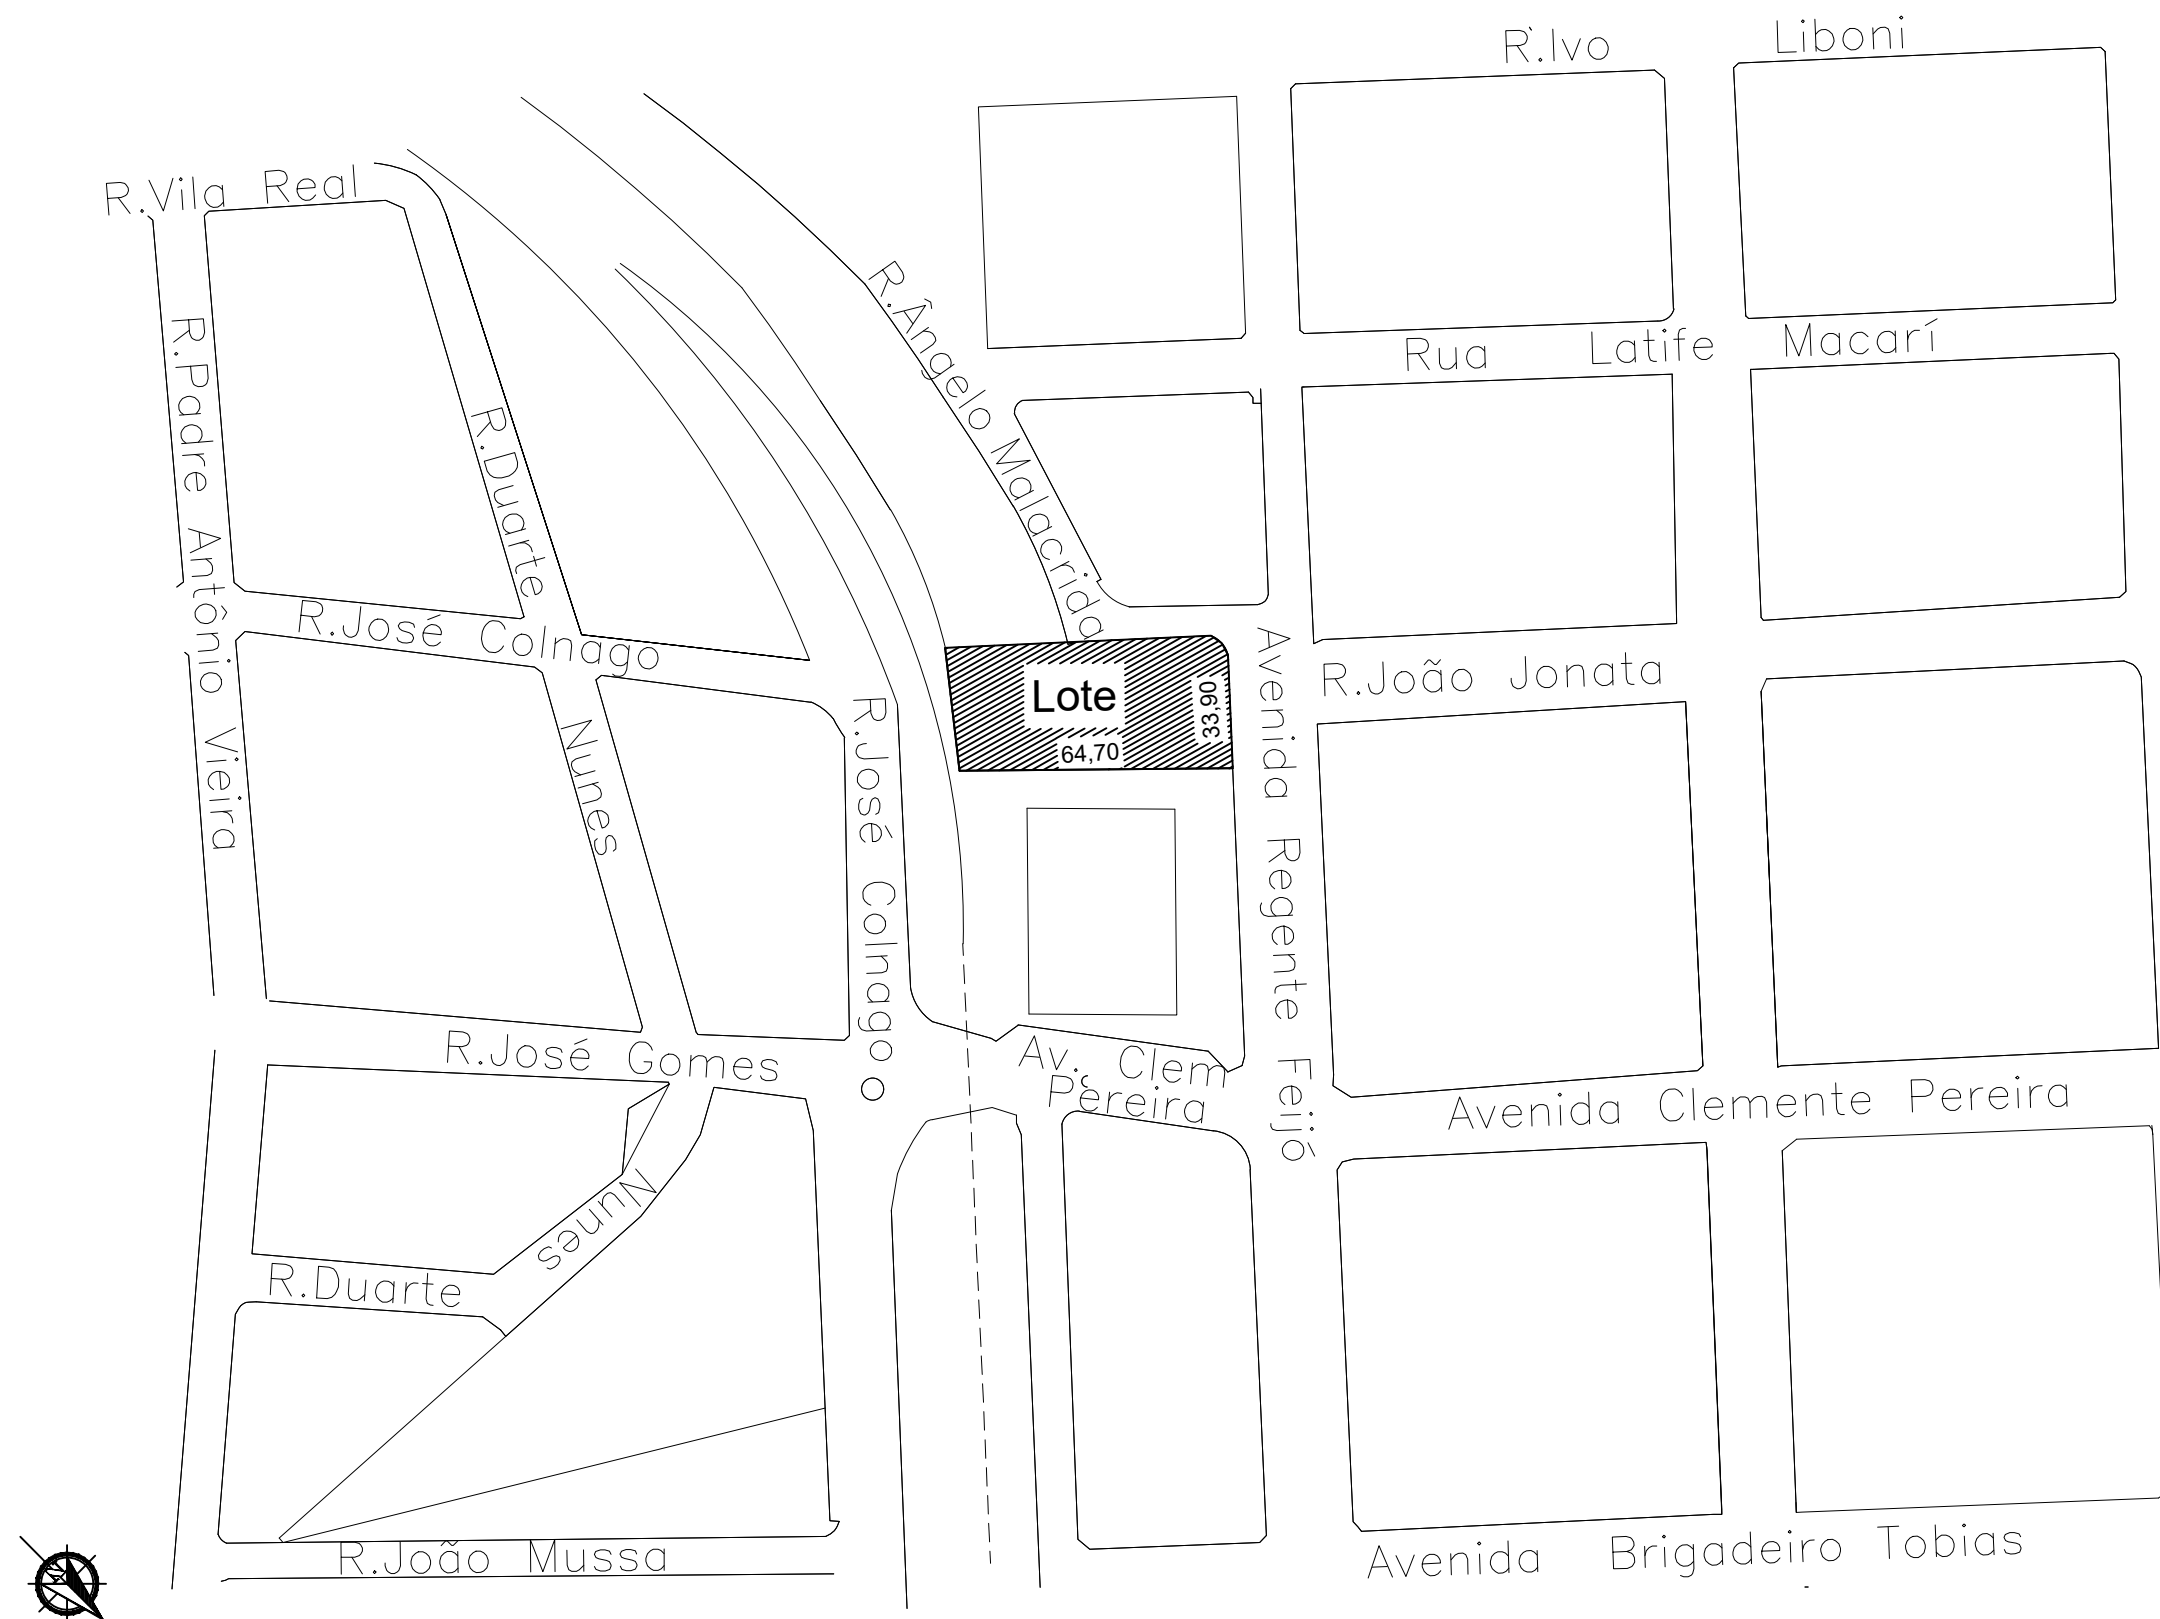 R.Ivo Liboni
R.Vila Real
R.Padre Antônio Vieira
R.Duarte Nunes
R.Ângelo Malacrida
Rua Latife Macarí
R.José Colnago
R.João Jonata
Lote
33,90
64,70
R.José Colnago
Avenida Regente Feijó
R.José Gomes
Av. Clem
Pereira
Avenida Clemente Pereira
R.Duarte Nunes
R.João Mussa
Avenida Brigadeiro Tobias